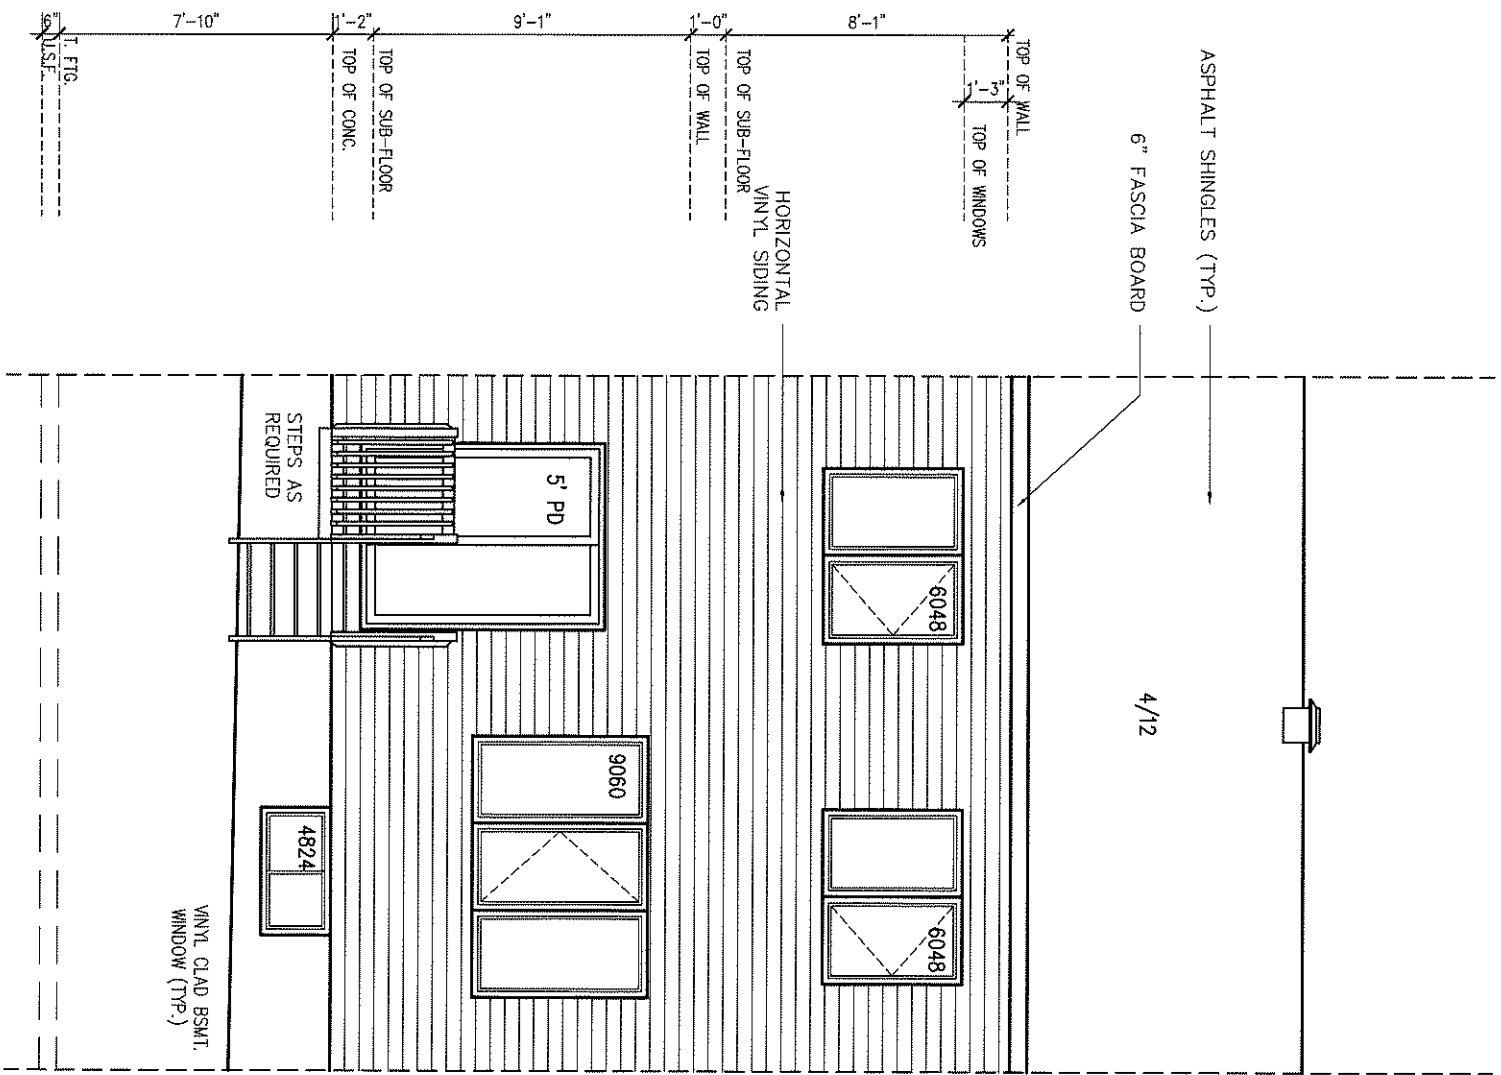 ASPHALT SHINGLES (TYP.)
6" FASCIA BOARD
4/12
TOP OF WALL
1'-3"
TOP OF WINDOWS
8'-1"
6048
6048
HORIZONTAL
VINYL SIDING
TOP OF SUB-FLOOR
1'-0"
TOP OF WALL
9'-1"
5' PD
9060
TOP OF SUB-FLOOR
1'-2"
TOP OF CONC.
STEPS AS
REQUIRED
4824
7'-10"
VINYL CLAD BSMT.
WINDOW (TYP.)
T. FTG.
6"
U.S.F.